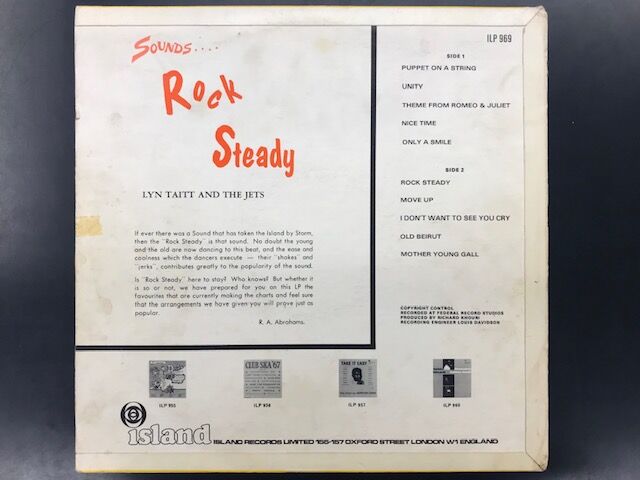 ILP 969
SOUNDS....
Rock
Steady
LYN TAITT AND THE JETS
If ever there was a Sound that has taken the Island by Storm,
then the "Rock Steady" is that sound. No doubt the young
and the old are now dancing to this beat, and the ease and
coolness which the dancers execute — their "shakes" and
"jerks", contributes greatly to the popularity of the sound.
Is "Rock Steady" here to stay? Who knows? But whether it
is so or not, we have prepared for you on this LP the
favourites that are currently making the charts and feel sure
that the arrangements we have given you will prove just as
popular.
R. A. Abrahams.
SIDE 1
PUPPET ON A STRING
UNITY
THEME FROM ROMEO & JULIET
NICE TIME
ONLY A SMILE
SIDE 2
ROCK STEADY
MOVE UP
I DON'T WANT TO SEE YOU CRY
OLD BEIRUT
MOTHER YOUNG GALL
COPYRIGHT CONTROL
RECORDED AT FEDERAL RECORD STUDIOS
PRODUCED BY RICHARD KHOURI
RECORDING ENGINEER LOUIS DAVIDSON
CLUB SKA '67
TAKE IT EASY
ILP 955
ILP 956
ILP 957
ILP 960
island
ISLAND RECORDS LIMITED 155-157 OXFORD STREET LONDON W1 ENGLAND